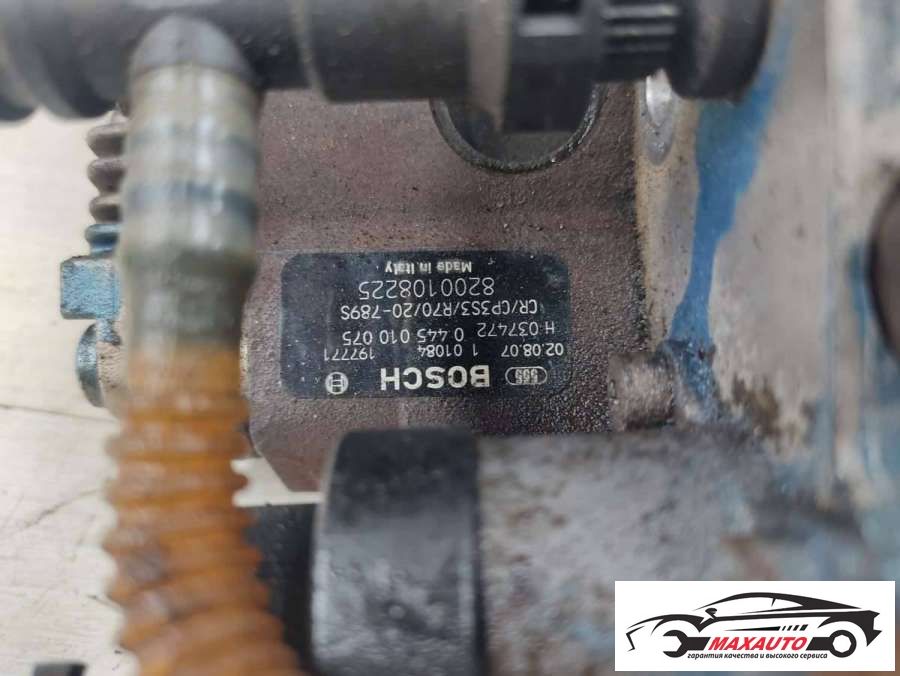 555 BOSCH
02.08.07 1 01084 197771
H 037472 0 445 010 075
CR/CP3S3/R70/20-789S
8200108225
Made in Italy
MAXAUTO
гарантия качества и высокого сервиса